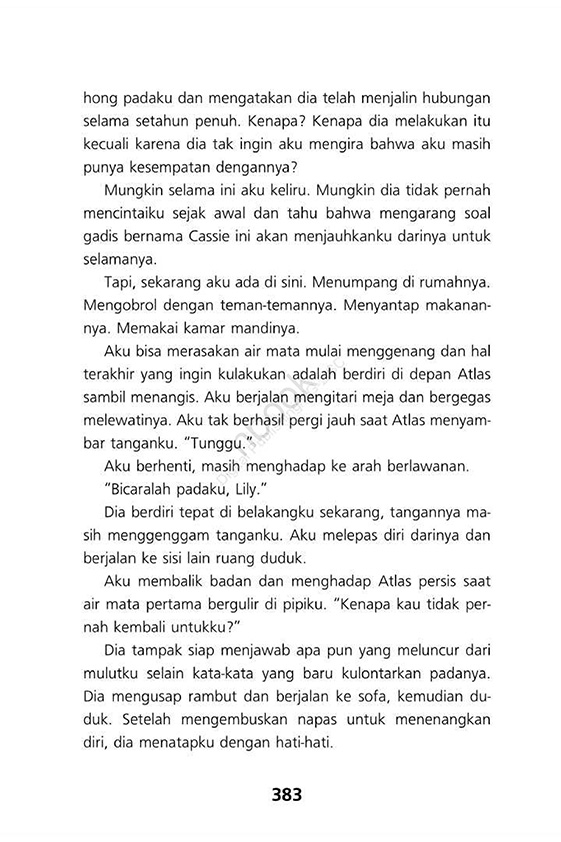 hong padaku dan mengatakan dia telah menjalin hubungan
selama setahun penuh. Kenapa? Kenapa dia melakukan itu
kecuali karena dia tak ingin aku mengira bahwa aku masih
punya kesempatan dengannya?
Mungkin selama ini aku keliru. Mungkin dia tidak pernah
mencintaiku sejak awal dan tahu bahwa mengarang soal
gadis bernama Cassie ini akan menjauhkanku darinya untuk
selamanya.
Tapi, sekarang aku ada di sini. Menumpang di rumahnya.
Mengobrol dengan teman-temannya. Menyantap makanan-
nya. Memakai kamar mandinya.
Aku bisa merasakan air mata mulai menggenang dan hal
terakhir yang ingin kulakukan adalah berdiri di depan Atlas
sambil menangis. Aku berjalan mengitari meja dan bergegas
melewatinya. Aku tak berhasil pergi jauh saat Atlas menyam-
bar tanganku. “Tunggu.”
Aku berhenti, masih menghadap ke arah berlawanan.
“Bicaralah padaku, Lily.”
Dia berdiri tepat di belakangku sekarang, tangannya ma-
sih menggenggam tanganku. Aku melepas diri darinya dan
berjalan ke sisi lain ruang duduk.
Aku membalik badan dan menghadap Atlas persis saat
air mata pertama bergulir di pipiku. “Kenapa kau tidak per-
nah kembali untukku?”
Dia tampak siap menjawab apa pun yang meluncur dari
mulutku selain kata-kata yang baru kulontarkan padanya.
Dia mengusap rambut dan berjalan ke sofa, kemudian du-
duk. Setelah mengembuskan napas untuk menenangkan
diri, dia menatapku dengan hati-hati.
383